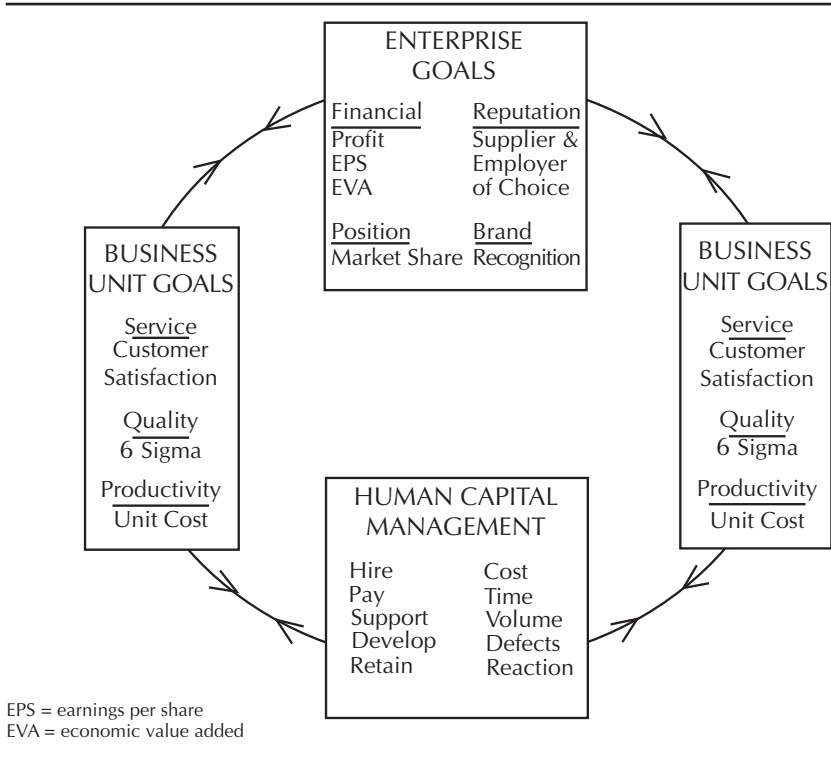 ENTERPRISE
GOALS
Financial Reputation
Profit Supplier &
EPS Employer
EVA of Choice
Position Brand
Market Share Recognition
BUSINESS
UNIT GOALS
Service
Customer
Satisfaction
Quality
6 Sigma
Productivity
Unit Cost
BUSINESS
UNIT GOALS
Service
Customer
Satisfaction
Quality
6 Sigma
Productivity
Unit Cost
HUMAN CAPITAL
MANAGEMENT
Hire Cost
Pay Time
Support Volume
Develop Defects
Retain Reaction
EPS = earnings per share
EVA = economic value added